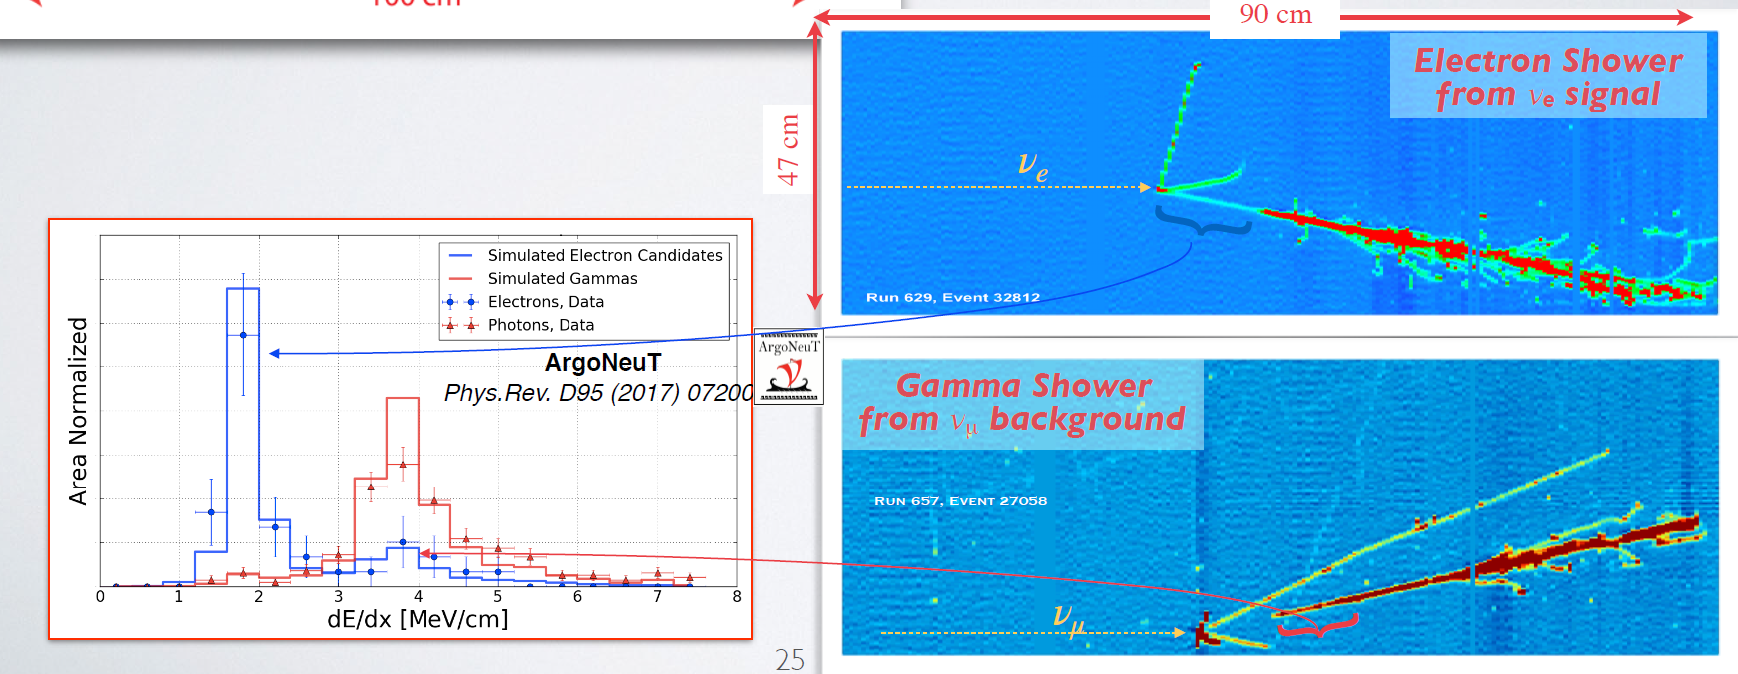 100 cm
90 cm
47 cm
Electron Shower
from νe signal
νe
Run 629, Event 32812
Simulated Electron Candidates
Simulated Gammas
Electrons, Data
Photons, Data
ArgoNeuT
Phys.Rev. D95 (2017) 07200
Area Normalized
0 1 2 3 4 5 6 7 8
dE/dx [MeV/cm]
ArgoNeuT
ν
Gamma Shower
from νμ background
RUN 657, EVENT 27058
νμ
25